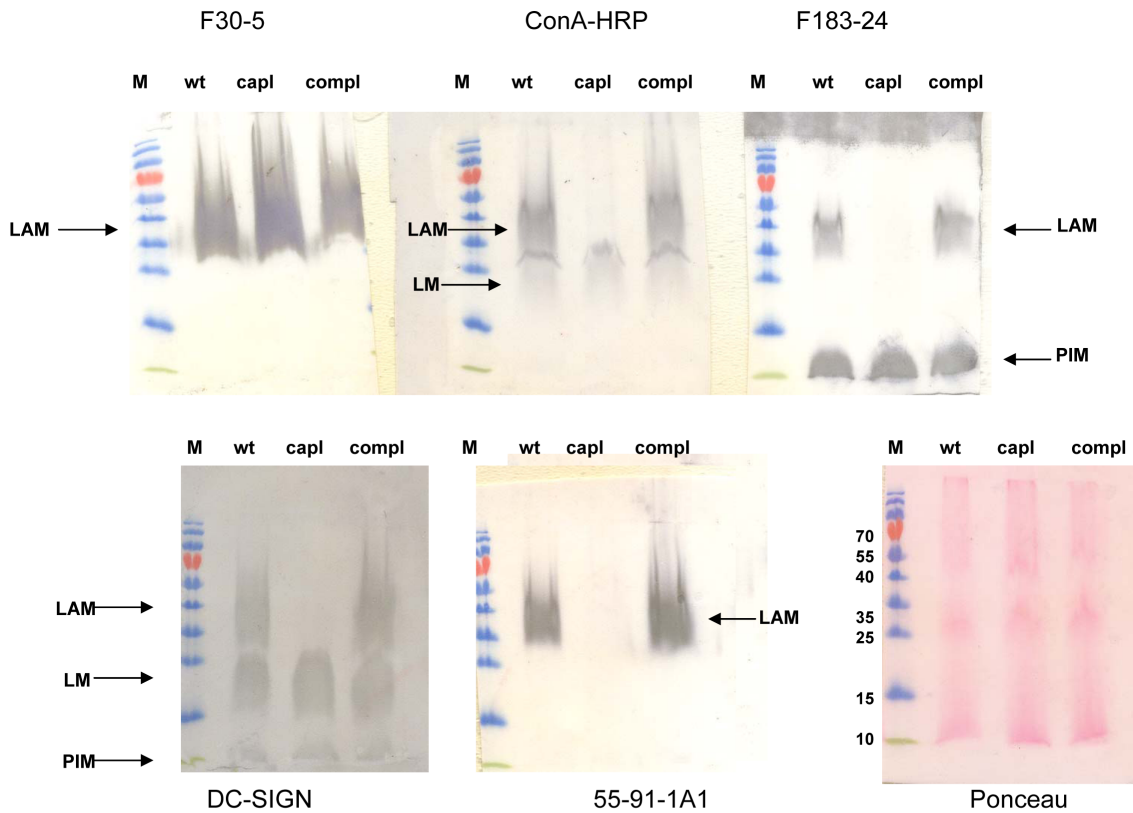 F30-5 ConA-HRP F183-24
M wt capl compl M wt capl compl M wt capl compl
LAM LAM LAM
LM
PIM
M wt capl compl M wt capl compl M wt capl compl
70
55
40
LAM LAM 35
25
LM
15
10
PIM
DC-SIGN 55-91-1A1 Ponceau